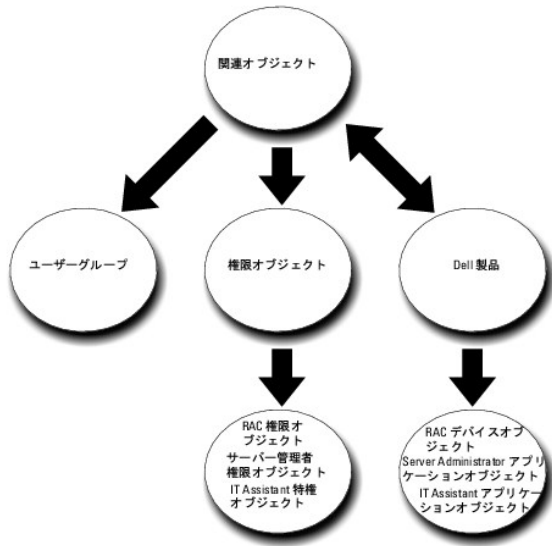 関連オブジェクト
ユーザーグループ
権限オブジェクト
Dell 製品
RAC 権限オ
ブジェクト
サーバー管理者
権限オブジェクト
IT Assistant 特権
オブジェクト
RAC デバイスオブ
ジェクト
Server Administrator アプリ
ケーションオブジェクト
IT Assistant アプリケー
ションオブジェクト